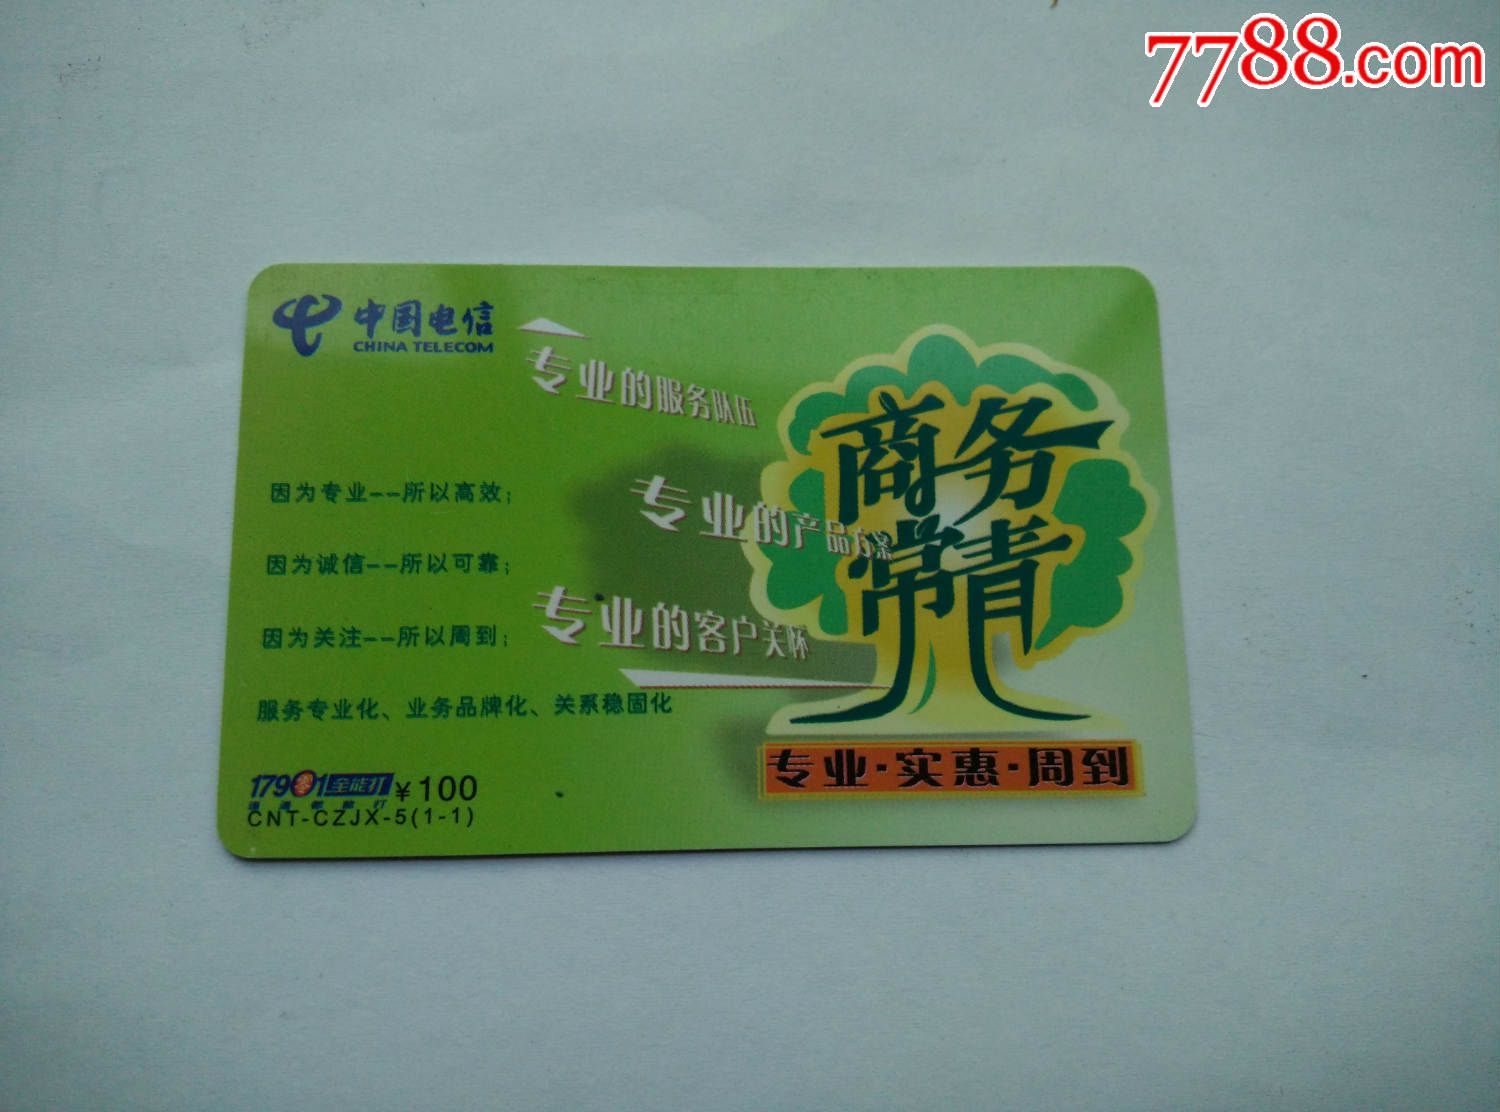 7788.com
中国电信
CHINA TELECOM
专业的服务队伍
专业的产品方案
专业的客户关怀
商务
常青
因为专业--所以高效;
因为诚信--所以可靠;
因为关注--所以周到;
服务专业化、业务品牌化、关系稳固化
专业·实惠·周到
17901全能打 ¥100
CNT-CZJX-5(1-1)